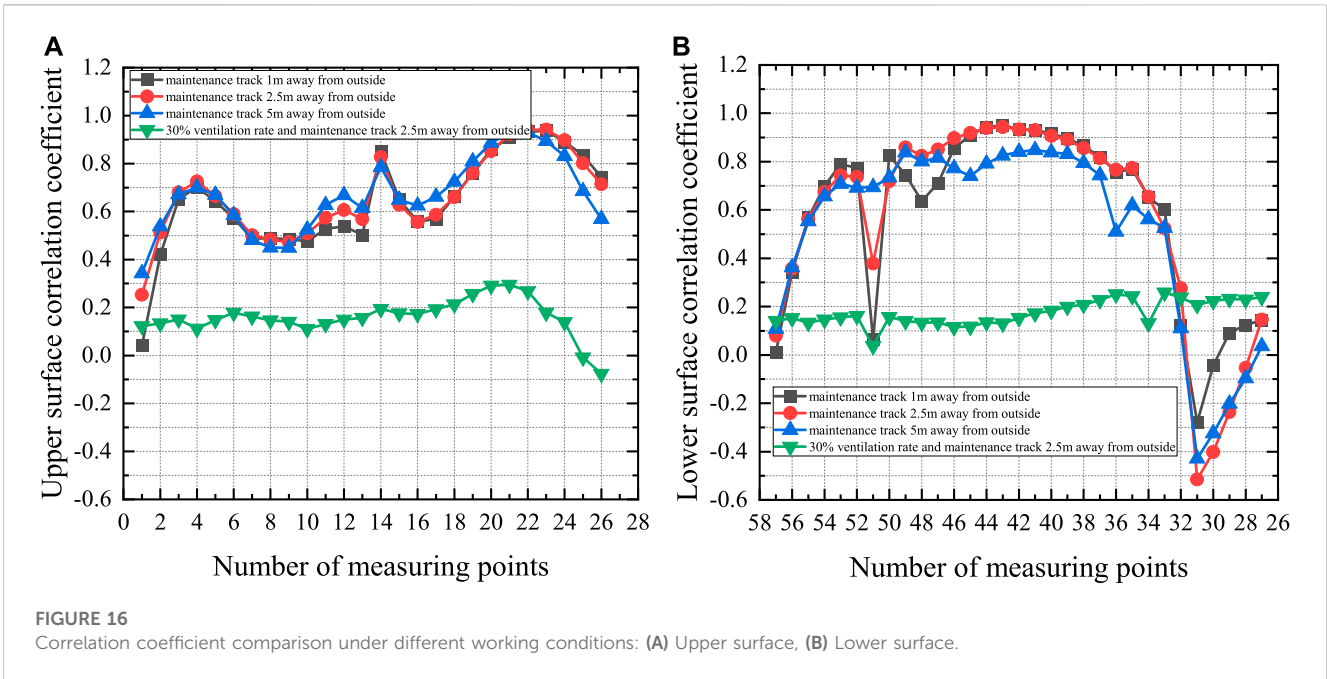 A
Upper surface correlation coefficient
1.2
1.0
0.8
0.6
0.4
0.2
0.0
-0.2
-0.4
-0.6
maintenance track 1m away from outside
maintenance track 2.5m away from outside
maintenance track 5m away from outside
30% ventilation rate and maintenance track 2.5m away from outside
0 2 4 6 8 10 12 14 16 18 20 22 24 26 28
Number of measuring points
B
Lower surface correlation coefficient
1.2
1.0
0.8
0.6
0.4
0.2
0.0
-0.2
-0.4
-0.6
maintenance track 1m away from outside
maintenance track 2.5m away from outside
maintenance track 5m away from outside
30% ventilation rate and maintenance track 2.5m away from outside
58 56 54 52 50 48 46 44 42 40 38 36 34 32 30 28 26
Number of measuring points
FIGURE 16
Correlation coefficient comparison under different working conditions: (A) Upper surface, (B) Lower surface.